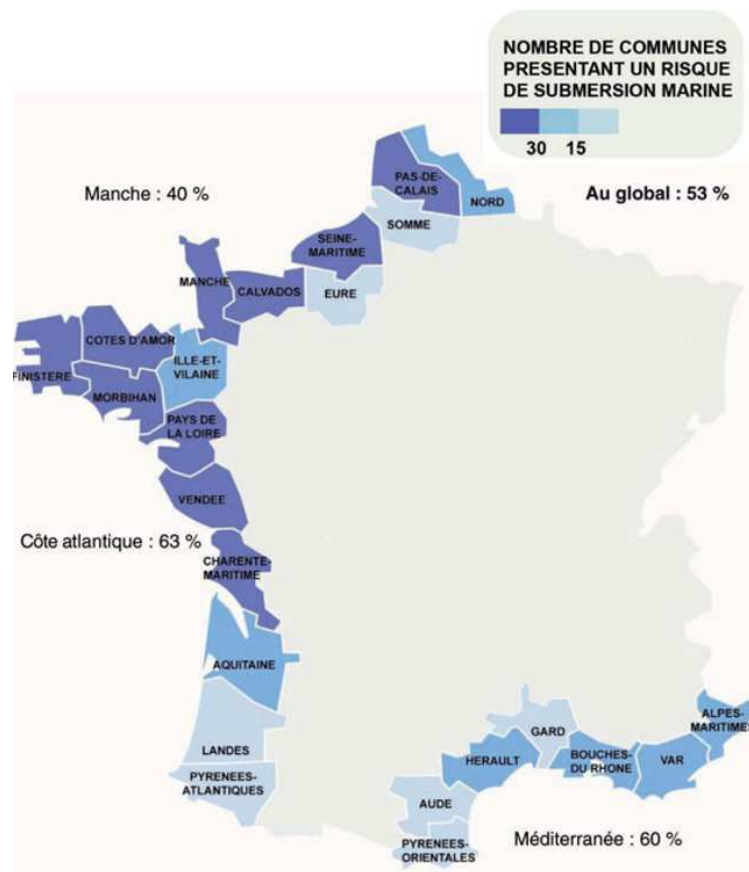 NOMBRE DE COMMUNES
PRESENTANT UN RISQUE
DE SUBMERSION MARINE
30 15
Manche : 40 %
Au global : 53 %
PAS-DE-
CALAIS
NORD
SOMME
SEINE-
MARITIME
MANCHE
CALVADOS
EURE
COTES D'AMOR
ILLE-ET-
VILAINE
FINISTERE
MORBIHAN
PAYS DE
LA LOIRE
VENDEE
Côte atlantique : 63 %
CHARENTE-
MARITIME
AQUITAINE
LANDES
PYRENEES-
ATLANTIQUES
ALPES-
MARITIMES
GARD
HERAULT
BOUCHES-
DU RHONE
VAR
AUDE
PYRENEES-
ORIENTALES
Méditerranée : 60 %